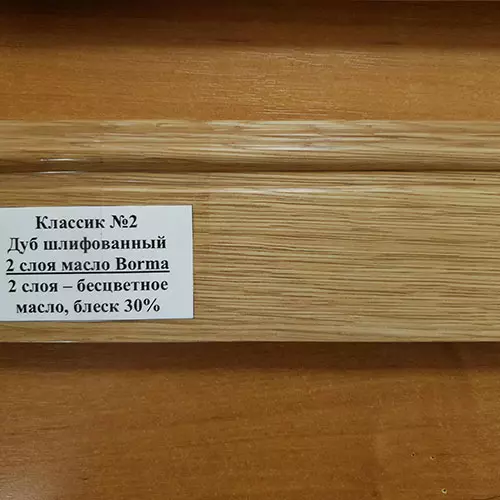 Классик №2
Дуб шлифованный
2 слоя масло Borma
2 слоя – бесцветное
масло, блеск 30%